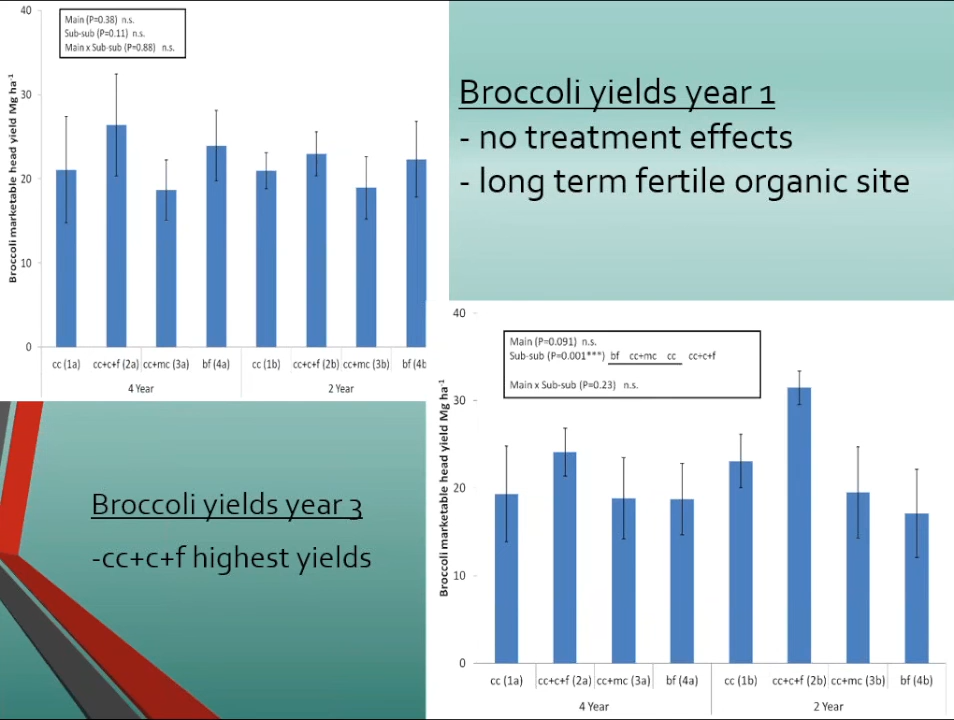 40
30
20
10
0
Broccoli marketable head yield Mg ha-1
Main (P=0.38) n.s.
Sub-sub (P=0.11) n.s.
Main x Sub-sub (P=0.88) n.s.
cc (1a) cc+c+f (2a) cc+mc (3a) bf (4a) cc (1b) cc+c+f (2b) cc+mc (3b) bf (4b
4 Year 2 Year
Broccoli yields year 1
- no treatment effects
- long term fertile organic site
Broccoli yields year 3
-cc+c+f highest yields
40
30
20
10
0
Broccoli marketable head yield Mg ha-1
Main (P=0.091) n.s.
Sub-sub (P=0.001***) bf cc+mc cc cc+c+f
Main x Sub-sub (P=0.23) n.s.
cc (1a) cc+c+f (2a) cc+mc (3a) bf (4a) cc (1b) cc+c+f (2b) cc+mc (3b) bf (4b)
4 Year 2 Year